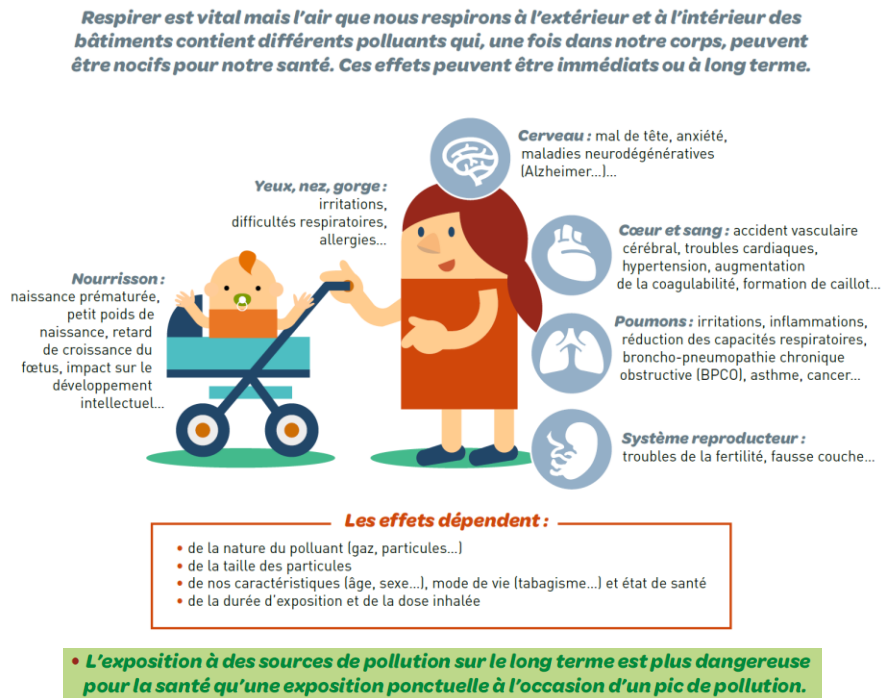 Respirer est vital mais l'air que nous respirons à l'extérieur et à l'intérieur des
bâtiments contient différents polluants qui, une fois dans notre corps, peuvent
être nocifs pour notre santé. Ces effets peuvent être immédiats ou à long terme.
Cerveau : mal de tête, anxiété,
maladies neurodégénératives
(Alzheimer...)...
Yeux, nez, gorge :
irritations,
difficultés respiratoires,
allergies...
Cœur et sang : accident vasculaire
cérébral, troubles cardiaques,
hypertension, augmentation
de la coagulabilité, formation de caillot...
Nourrisson :
naissance prématurée,
petit poids de
naissance, retard
de croissance du
fœtus, impact sur le
développement
intellectuel...
Poumons : irritations, inflammations,
réduction des capacités respiratoires,
broncho-pneumopathie chronique
obstructive (BPCO), asthme, cancer...
Système reproducteur :
troubles de la fertilité, fausse couche...
Les effets dépendent :
• de la nature du polluant (gaz, particules...)
• de la taille des particules
• de nos caractéristiques (âge, sexe...), mode de vie (tabagisme...) et état de santé
• de la durée d'exposition et de la dose inhalée
• L'exposition à des sources de pollution sur le long terme est plus dangereuse
pour la santé qu'une exposition ponctuelle à l'occasion d'un pic de pollution.